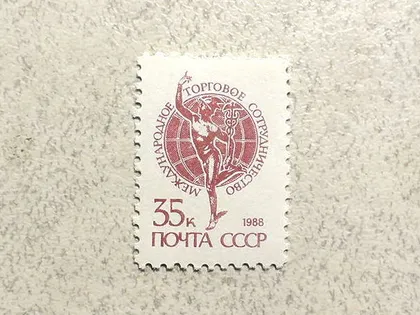 МЕЖДУНАРОДНОЕ ТОРГОВОЕ СОТРУДНИЧЕСТВО
35к 1988
ПОЧТА СССР